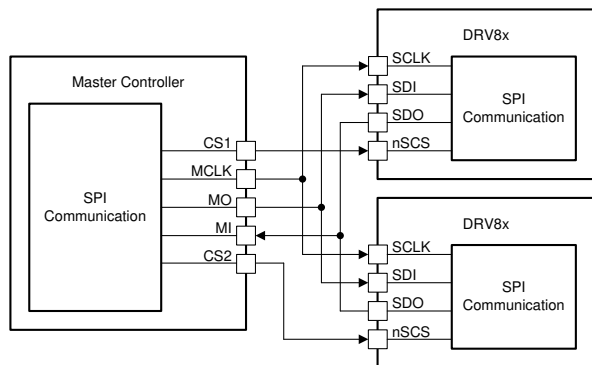 Master Controller
SPI
Communication
CS1
MCLK
MO
MI
CS2
DRV8x
SCLK
SDI
SDO
nSCS
SPI
Communication
DRV8x
SCLK
SDI
SDO
nSCS
SPI
Communication